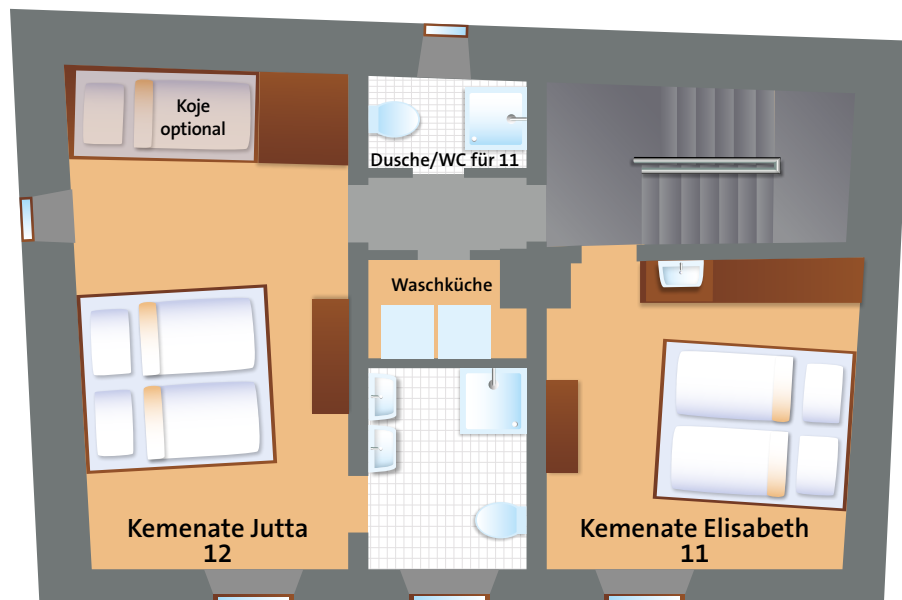 Koje
optional
Dusche/WC für 11
Waschküche
Kemenate Jutta
12
Kemenate Elisabeth
11